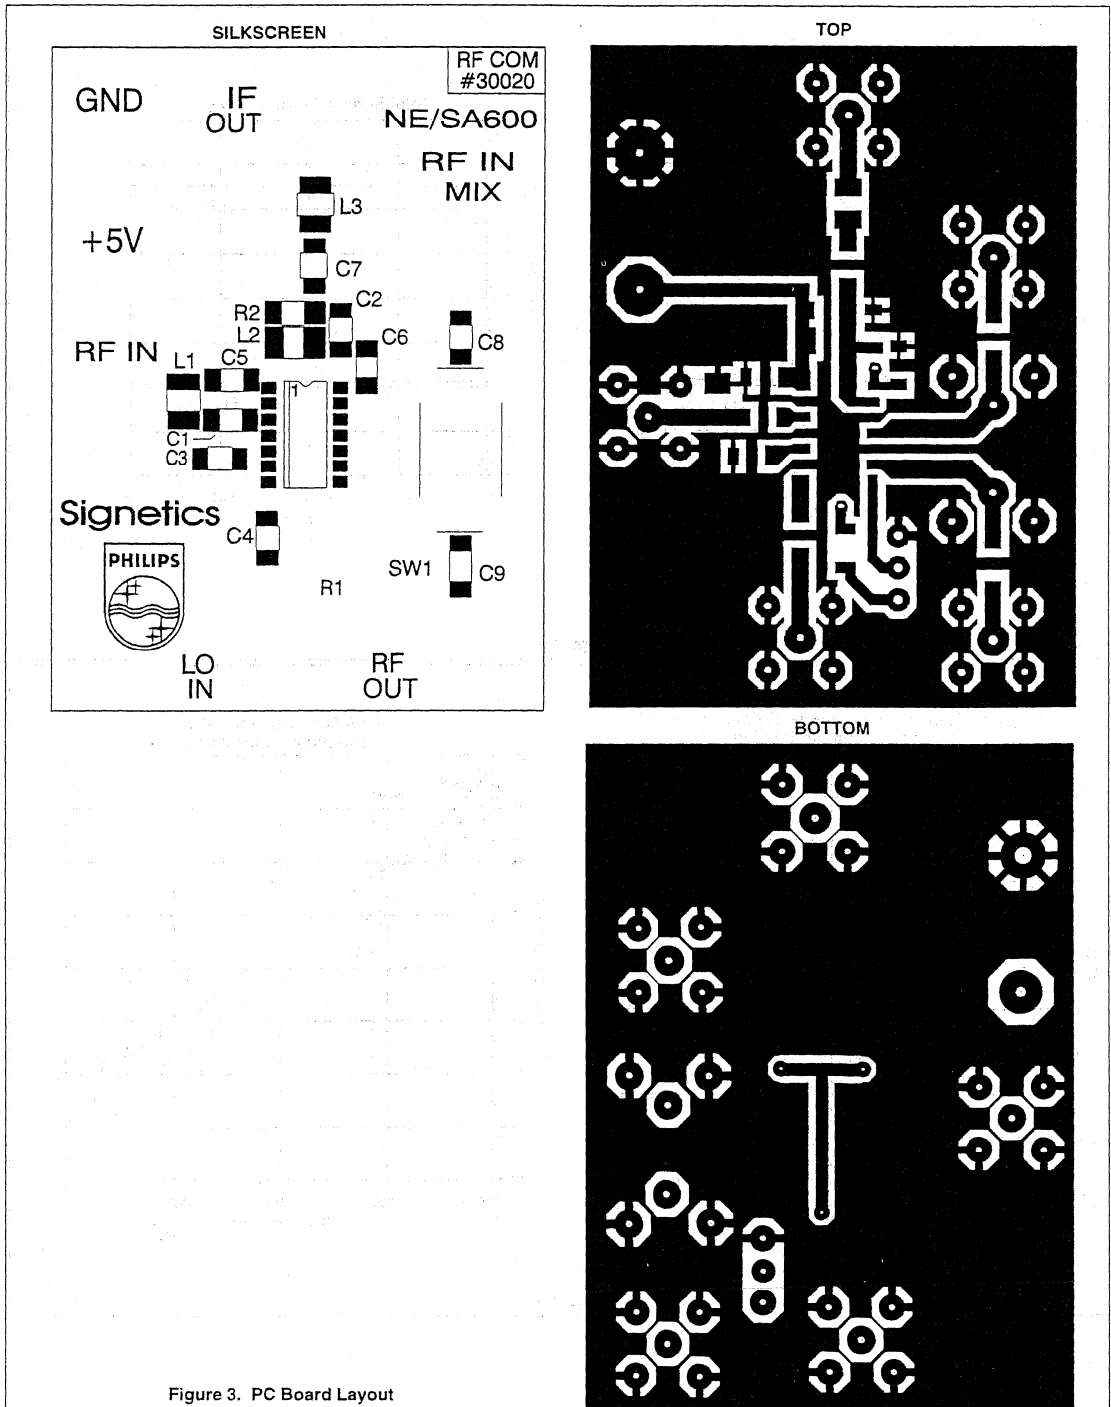 SILKSCREEN
TOP
RF COM
#30020
GND
IF
OUT
NE/SA600
RF IN
MIX
L3
+5V
C7
R2
C2
L2
C6
C8
RF IN
L1
C5
1
C1
C3
Signetics
C4
PHILIPS
SW1
C9
R1
LO
IN
RF
OUT
BOTTOM
Figure 3. PC Board Layout